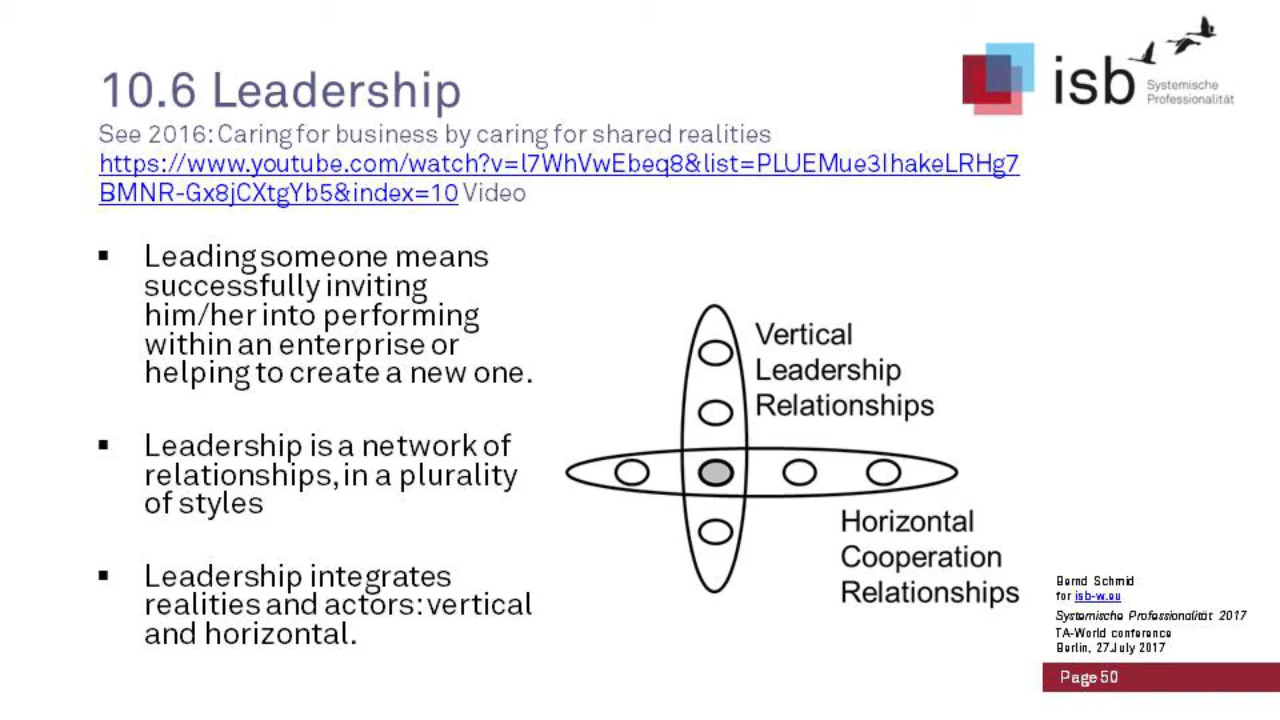 10.6 Leadership
See 2016: Caring for business by caring for shared realities
https://www.youtube.com/watch?v=l7WhVwEbeq8&list=PLUEMue3IhakeLRHg7
BMNR-Gx8jCXtgYb5&index=10 Video
isb
Systemische
Professionalität
▪ Leading someone means
successfully inviting
him/her into performing
within an enterprise or
helping to create a new one.
▪ Leadership is a network of
relationships, in a plurality
of styles
▪ Leadership integrates
realities and actors: vertical
and horizontal.
Vertical
Leadership
Relationships
Horizontal
Cooperation
Relationships
Bernd Schmid
for isb-w.eu
Systemische Professionalität 2017
TA-World conference
Berlin, 27.July 2017
Page 50